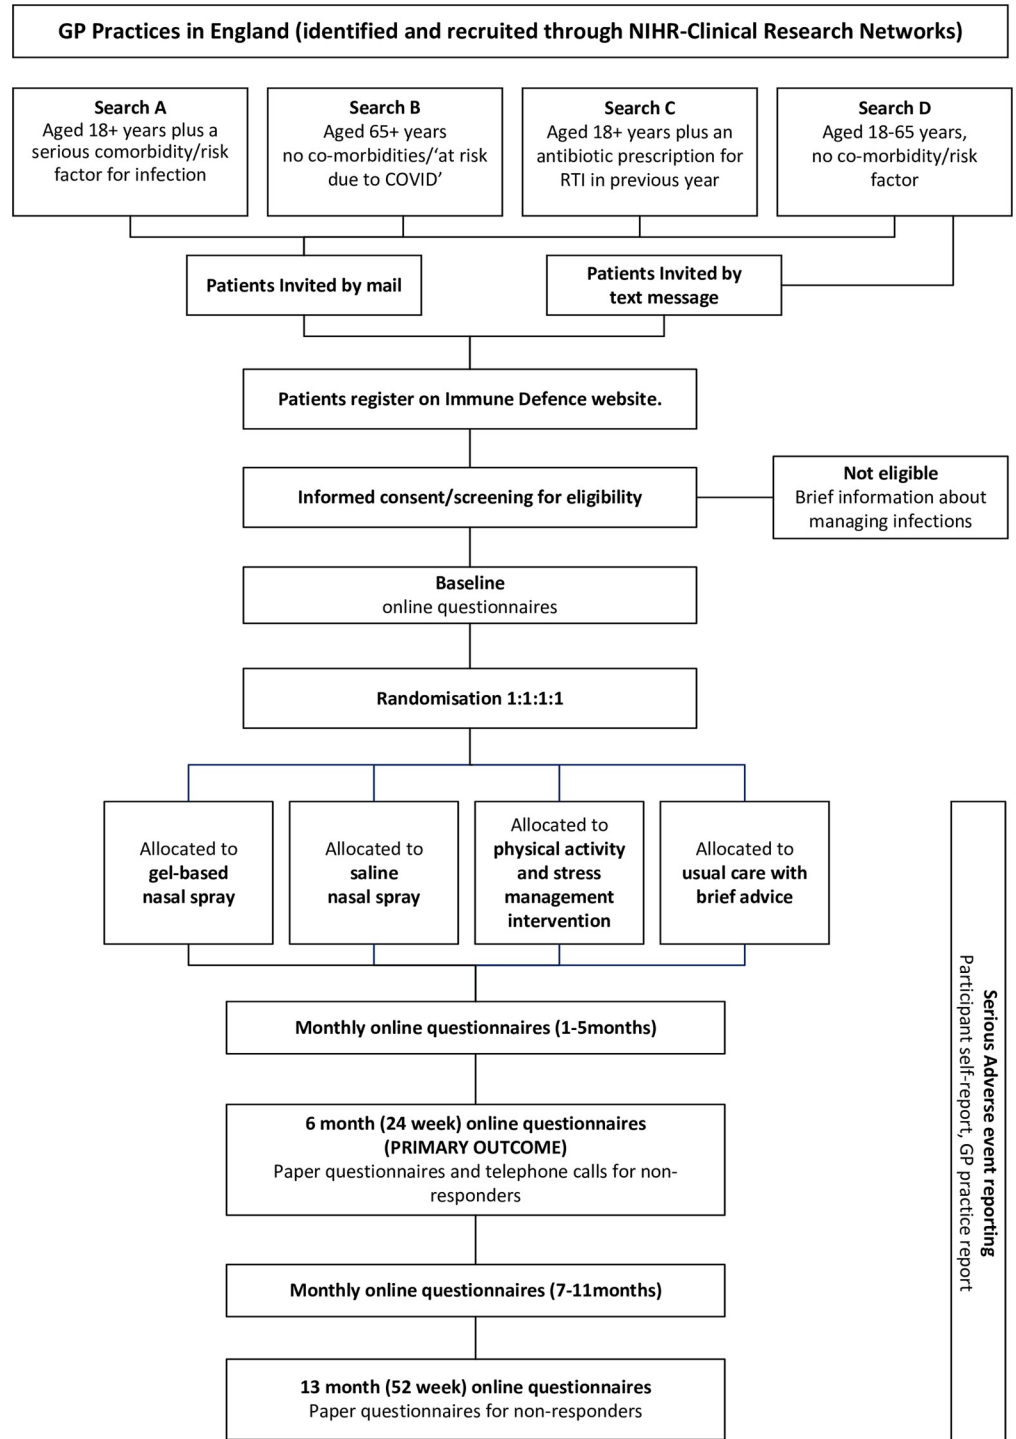 GP Practices in England (identified and recruited through NIHR-Clinical Research Networks)
Search A
Aged 18+ years plus a
serious comorbidity/risk
factor for infection
Search B
Aged 65+ years
no co-morbidities/‘at risk
due to COVID’
Search C
Aged 18+ years plus an
antibiotic prescription for
RTI in previous year
Search D
Aged 18-65 years,
no co-morbidity/risk
factor
Patients Invited by mail
Patients Invited by
text message
Patients register on Immune Defence website.
Informed consent/screening for eligibility
Not eligible
Brief information about
managing infections
Baseline
online questionnaires
Randomisation 1:1:1:1
Allocated to
gel-based
nasal spray
Allocated to
saline
nasal spray
Allocated to
physical activity
and stress
management
intervention
Allocated to
usual care with
brief advice
Monthly online questionnaires (1-5months)
6 month (24 week) online questionnaires
(PRIMARY OUTCOME)
Paper questionnaires and telephone calls for non-
responders
Monthly online questionnaires (7-11months)
13 month (52 week) online questionnaires
Paper questionnaires for non-responders
Serious Adverse event reporting
Participant self-report, GP practice report